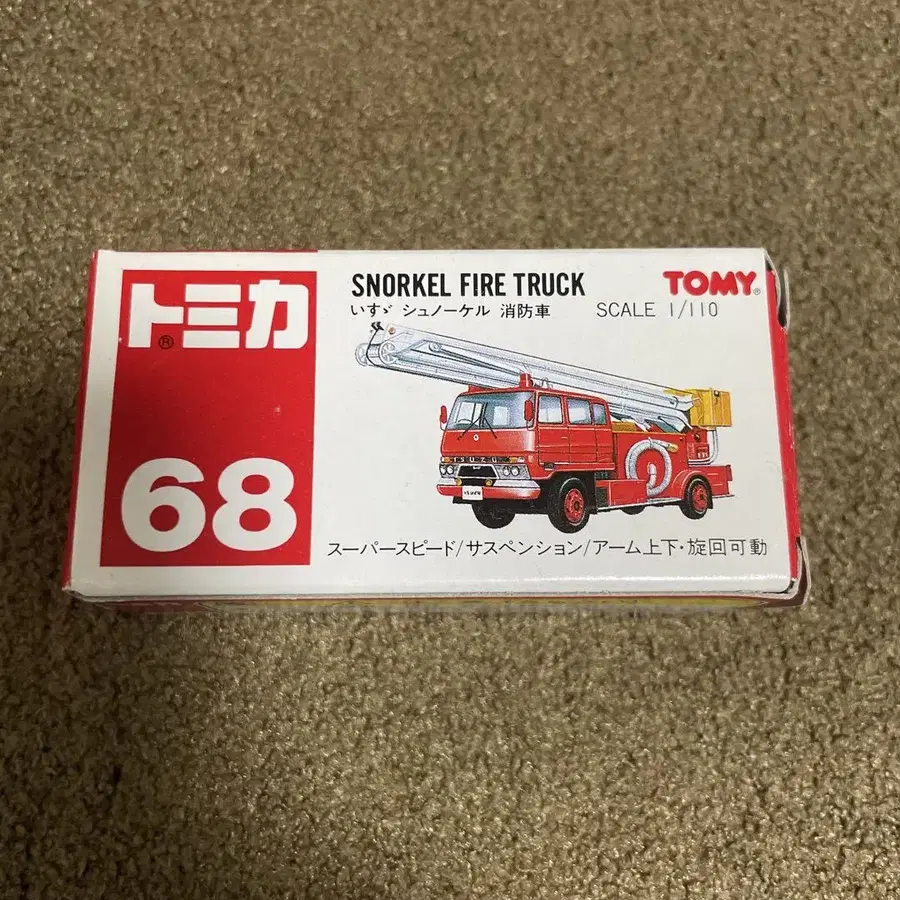 トミカ®
68
SNORKEL FIRE TRUCK
いすゞ シュノーケル 消防車
TOMY®
SCALE 1/110
ISUZU
スーパースピード/サスペンション/アーム上下・旋回可動